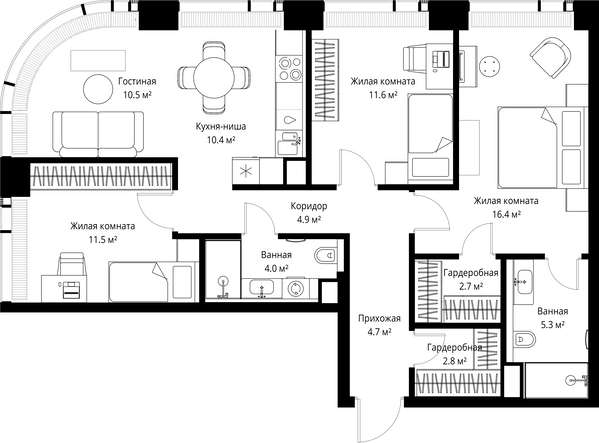 Гостиная
10.5 м²
Кухня-ниша
10.4 м²
Жилая комната
11.6 м²
Жилая комната
16.4 м²
Коридор
4.9 м²
Жилая комната
11.5 м²
Ванная
4.0 м²
Гардеробная
2.7 м²
Ванная
5.3 м²
Прихожая
4.7 м²
Гардеробная
2.8 м²